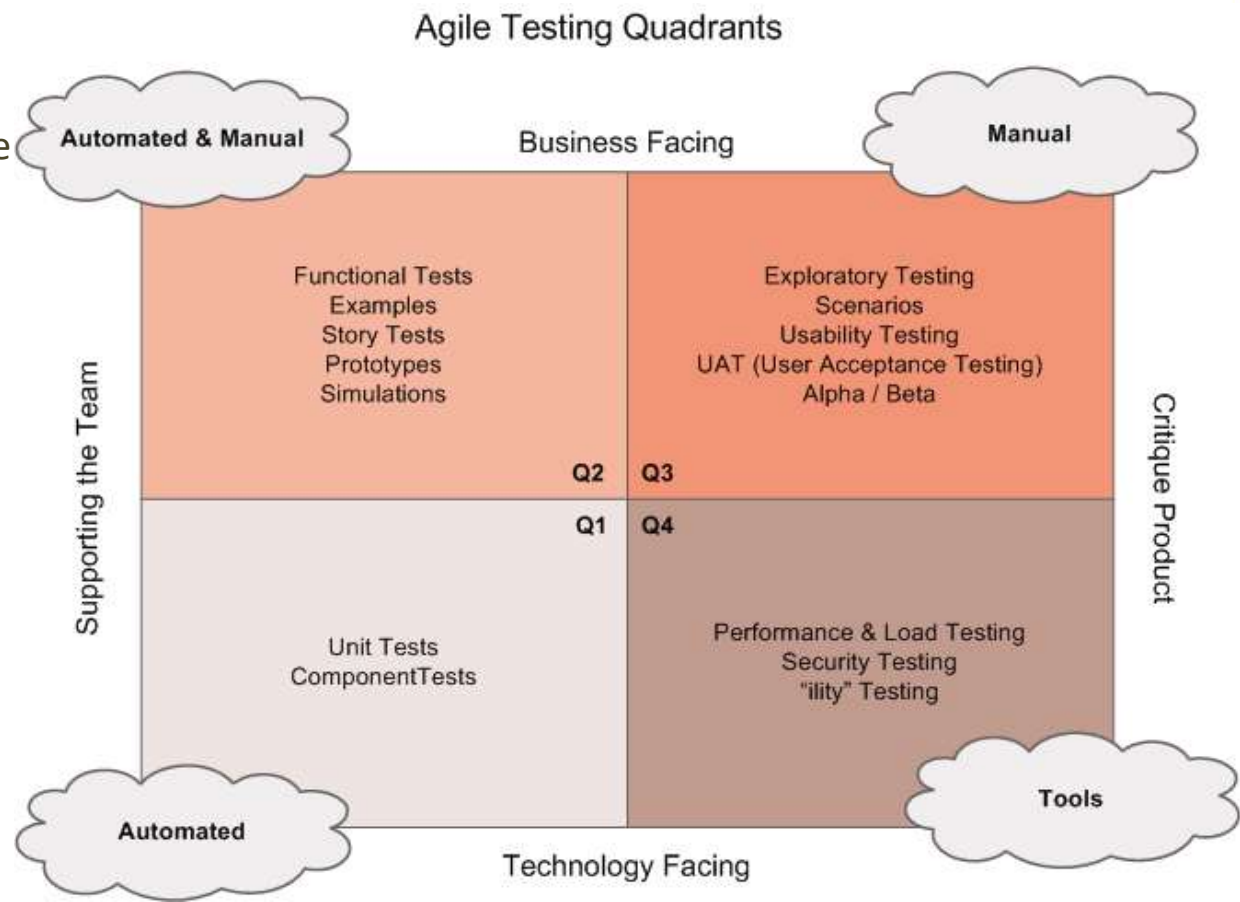 Agile Testing Quadrants
Automated & Manual
Business Facing
Manual
e
Functional Tests
Examples
Story Tests
Prototypes
Simulations
Q2
Exploratory Testing
Scenarios
Usability Testing
UAT (User Acceptance Testing)
Alpha / Beta
Q3
Supporting the Team
Critique Product
Q1
Unit Tests
ComponentTests
Q4
Performance & Load Testing
Security Testing
“ility” Testing
Automated
Technology Facing
Tools